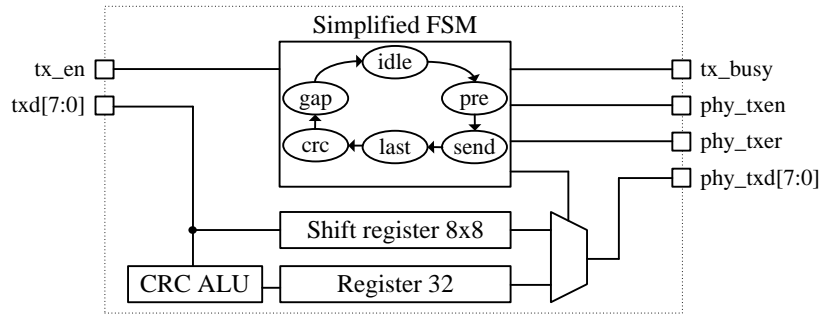 Simplified FSM
tx_en
idle
tx_busy
txd[7:0]
gap
pre
phy_txen
crc
last
send
phy_txer
phy_txd[7:0]
Shift register 8x8
CRC ALU
Register 32